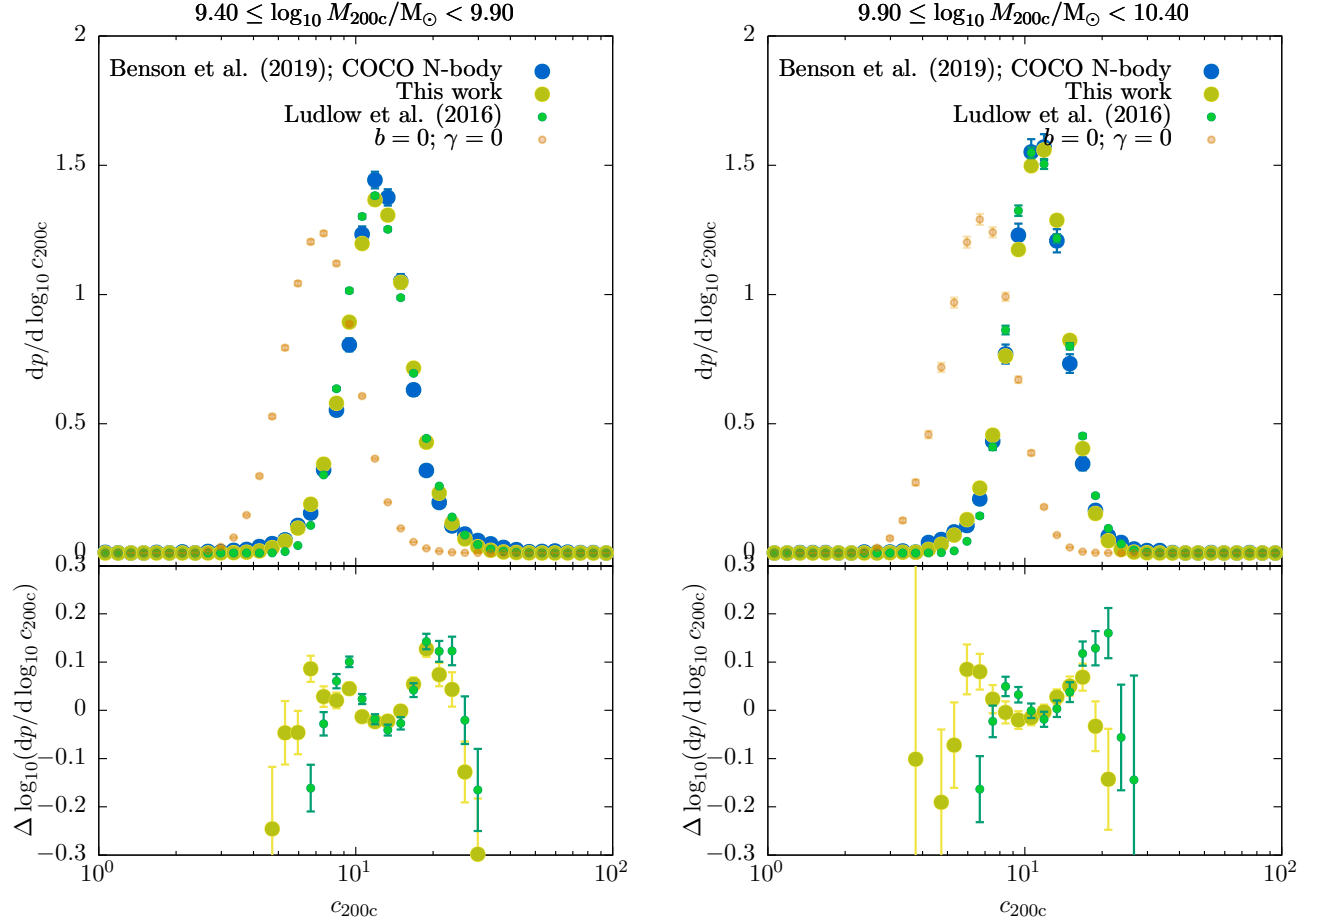 9.40 ≤ log₁₀ M₂₀₀c/M⊙ < 9.90
2
1.5
1
0.5
0
dp/d log₁₀ c₂₀₀c
Benson et al. (2019); COCO N-body
This work
Ludlow et al. (2016)
b = 0; γ = 0
0.3
0.2
0.1
0
−0.1
−0.2
−0.3
Δ log₁₀(dp/d log₁₀ c₂₀₀c)
10⁰ 10¹ 10²
c₂₀₀c
9.90 ≤ log₁₀ M₂₀₀c/M⊙ < 10.40
2
1.5
1
0.5
0
dp/d log₁₀ c₂₀₀c
Benson et al. (2019); COCO N-body
This work
Ludlow et al. (2016)
b = 0; γ = 0
0.3
0.2
0.1
0
−0.1
−0.2
−0.3
Δ log₁₀(dp/d log₁₀ c₂₀₀c)
10⁰ 10¹ 10²
c₂₀₀c